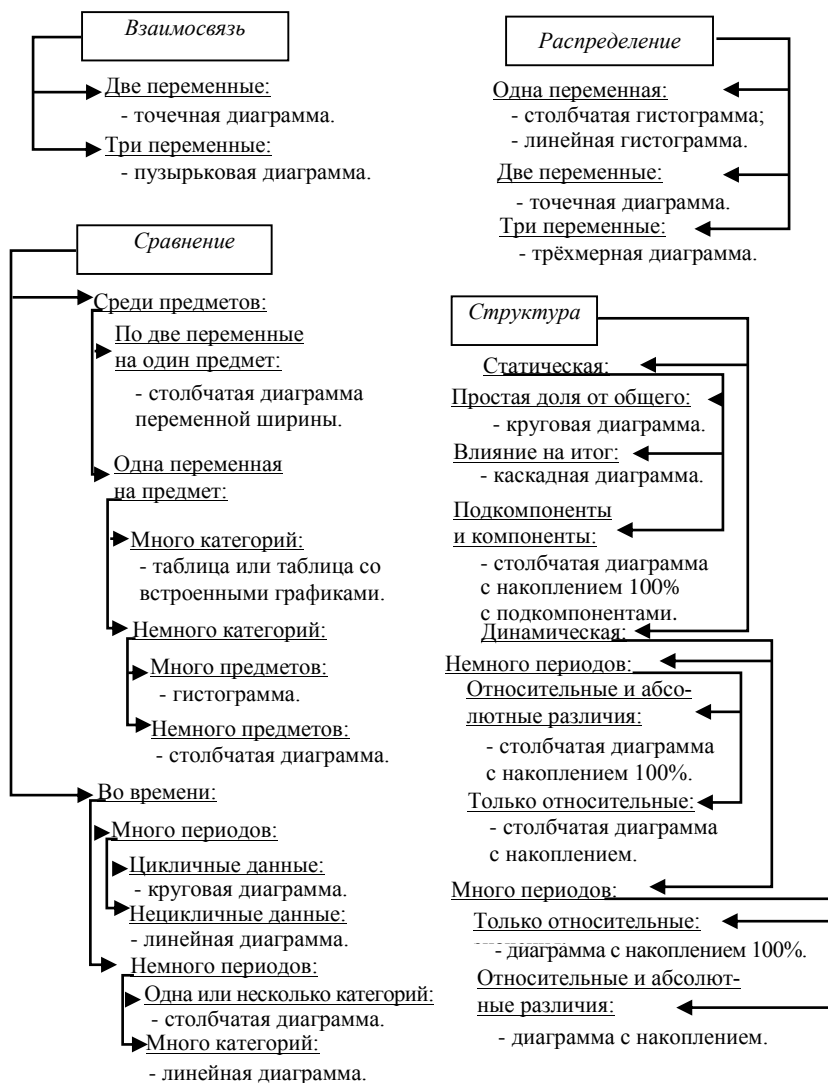 Взаимосвязь
Две переменные:
- точечная диаграмма.
Три переменные:
- пузырьковая диаграмма.
Распределение
Одна переменная:
- столбчатая гистограмма;
- линейная гистограмма.
Две переменные:
- точечная диаграмма.
Три переменные:
- трёхмерная диаграмма.
Сравнение
Среди предметов:
По две переменные
на один предмет:
- столбчатая диаграмма
переменной ширины.
Одна переменная
на предмет:
Много категорий:
- таблица или таблица со
встроенными графиками.
Немного категорий:
Много предметов:
- гистограмма.
Немного предметов:
- столбчатая диаграмма.
Во времени:
Много периодов:
Цикличные данные:
- круговая диаграмма.
Нецикличные данные:
- линейная диаграмма.
Немного периодов:
Одна или несколько категорий:
- столбчатая диаграмма.
Много категорий:
- линейная диаграмма.
Структура
Статическая:
Простая доля от общего:
- круговая диаграмма.
Влияние на итог:
- каскадная диаграмма.
Подкомпоненты
и компоненты:
- столбчатая диаграмма
с накоплением 100%
с подкомпонентами.
Динамическая:
Немного периодов:
Относительные и абсо-
лютные различия:
- столбчатая диаграмма
с накоплением 100%.
Только относительные:
- столбчатая диаграмма
с накоплением.
Много периодов:
Только относительные:
- диаграмма с накоплением 100%.
Относительные и абсолют-
ные различия:
- диаграмма с накоплением.